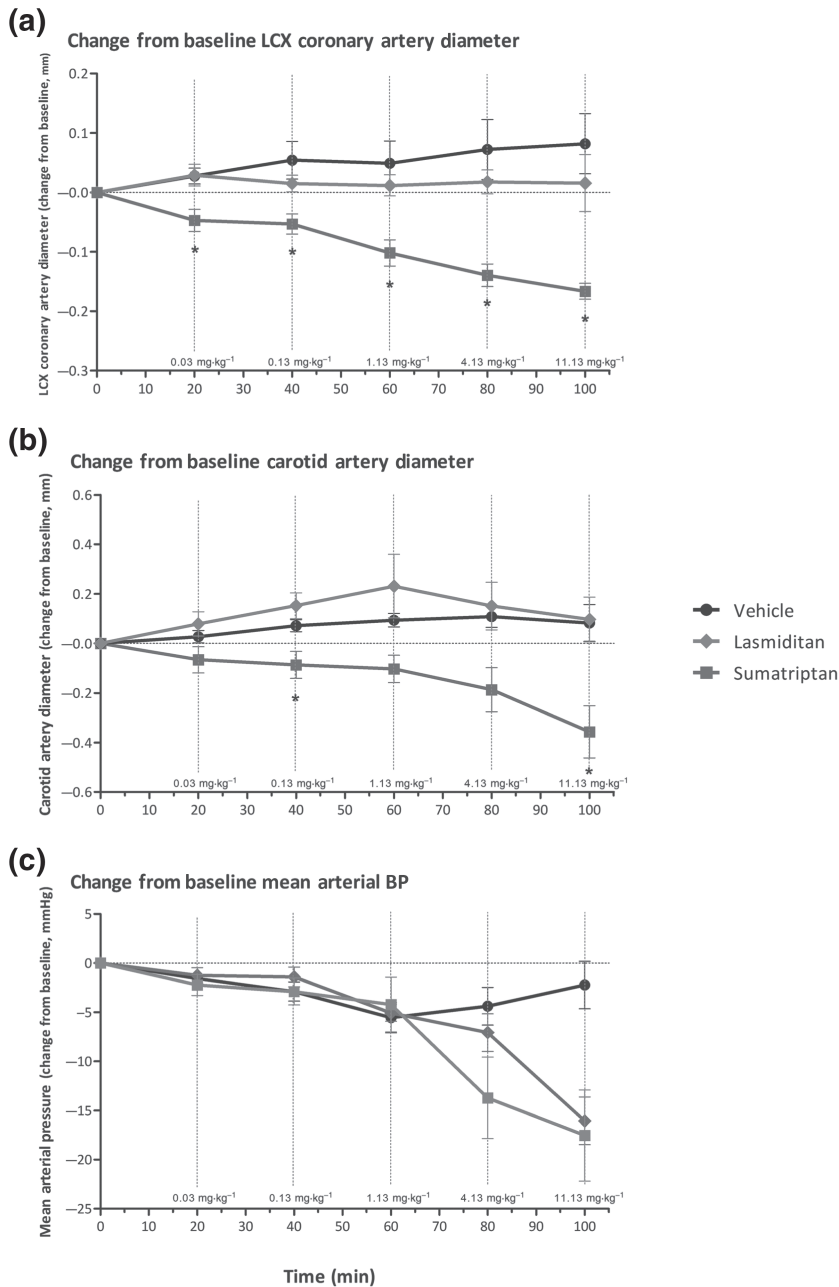 (a)
Change from baseline LCX coronary artery diameter
LCX coronary artery diameter (change from baseline, mm)
0.2
0.1
—0.0
—0.1
—0.2
—0.3
*
*
*
*
*
0.03 mg·kg⁻¹ 0.13 mg·kg⁻¹ 1.13 mg·kg⁻¹ 4.13 mg·kg⁻¹ 11.13 mg·kg⁻¹
0 10 20 30 40 50 60 70 80 90 100
(b)
Change from baseline carotid artery diameter
Carotid artery diameter (change from baseline, mm)
0.6
0.4
0.2
—0.0
—0.2
—0.4
—0.6
*
*
0.03 mg·kg⁻¹ 0.13 mg·kg⁻¹ 1.13 mg·kg⁻¹ 4.13 mg·kg⁻¹ 11.13 mg·kg⁻¹
0 10 20 30 40 50 60 70 80 90 100
Vehicle
Lasmiditan
Sumatriptan
(c)
Change from baseline mean arterial BP
Mean arterial pressure (change from baseline, mmHg)
5
0
—5
—10
—15
—20
—25
0.03 mg·kg⁻¹ 0.13 mg·kg⁻¹ 1.13 mg·kg⁻¹ 4.13 mg·kg⁻¹ 11.13 mg·kg⁻¹
0 10 20 30 40 50 60 70 80 90 100
Time (min)